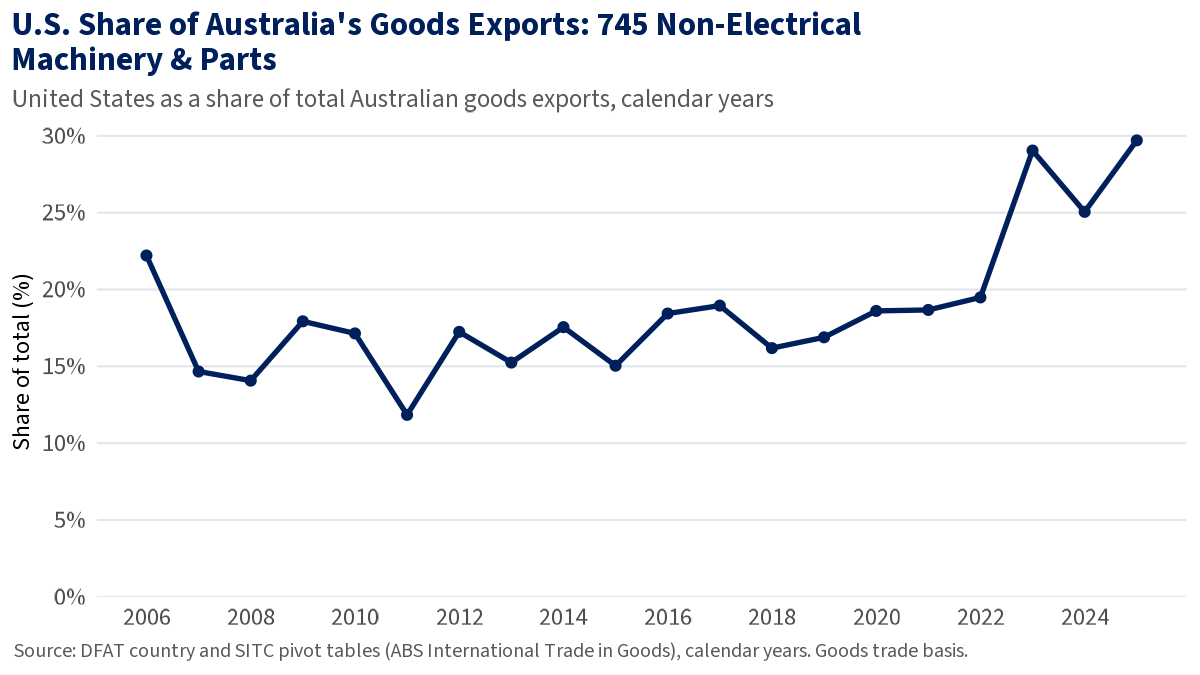 U.S. Share of Australia's Goods Exports: 745 Non-Electrical
Machinery & Parts
United States as a share of total Australian goods exports, calendar years
Share of total (%)
30%
25%
20%
15%
10%
5%
0%
2006 2008 2010 2012 2014 2016 2018 2020 2022 2024
Source: DFAT country and SITC pivot tables (ABS International Trade in Goods), calendar years. Goods trade basis.